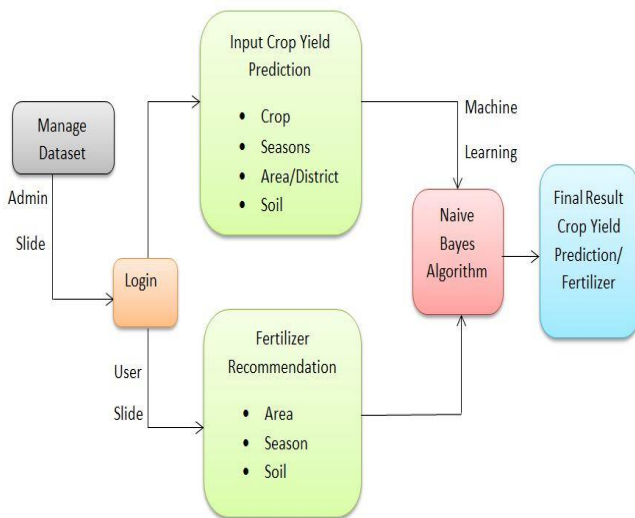 Manage
Dataset
Admin
Slide
Login
User
Slide
Input Crop Yield
Prediction
• Crop
• Seasons
• Area/District
• Soil
Fertilizer
Recommendation
• Area
• Season
• Soil
Machine
Learning
Naive
Bayes
Algorithm
Final Result
Crop Yield
Prediction/
Fertilizer